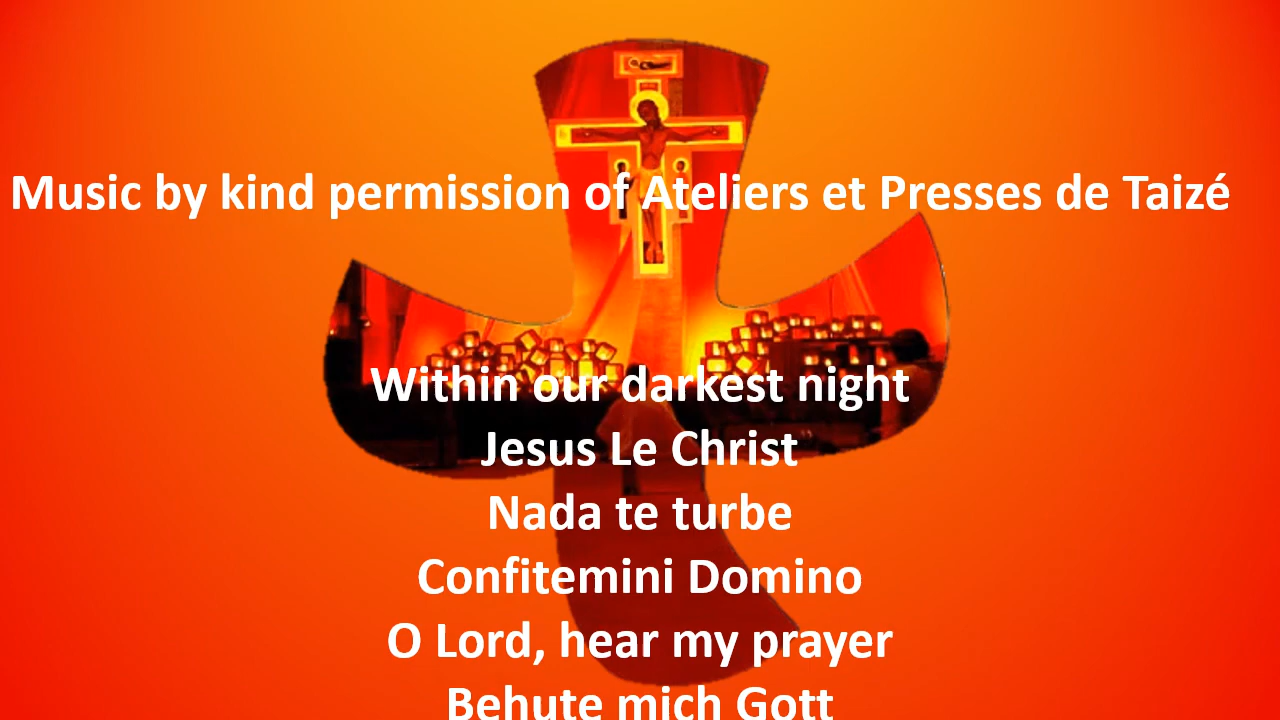 Music by kind permission of Ateliers et Presses de Taizé
Within our darkest night
Jesus Le Christ
Nada te turbe
Confitemini Domino
O Lord, hear my prayer
Behute mich Gott